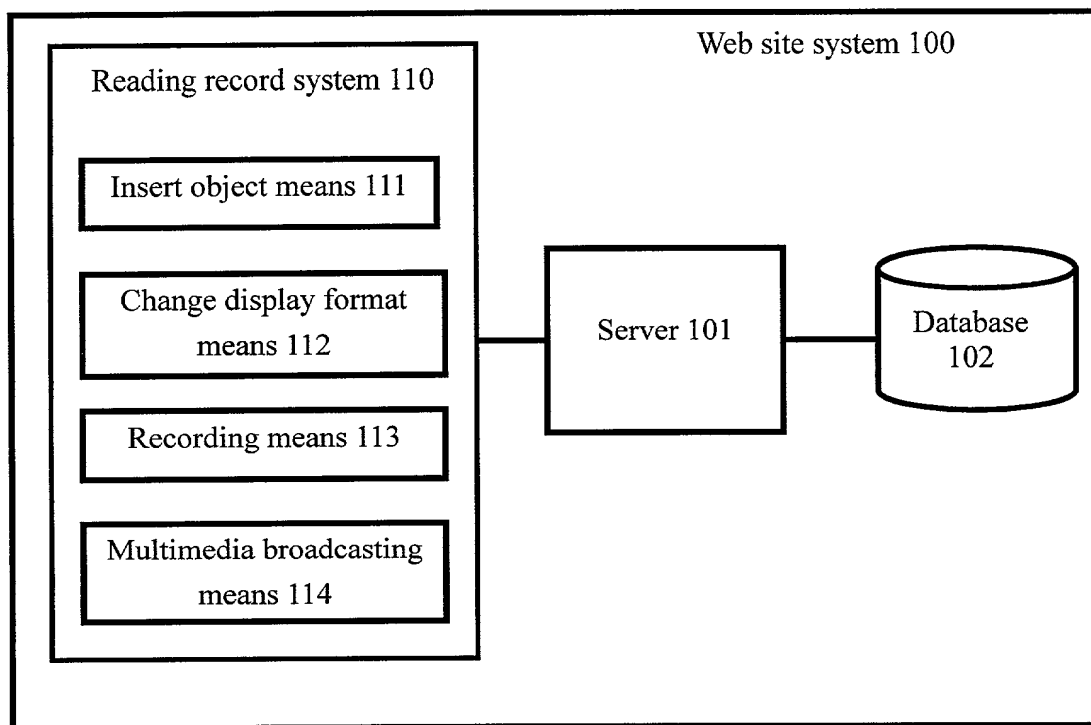 Web site system 100
Reading record system 110
Insert object means 111
Change display format
means 112
Recording means 113
Multimedia broadcasting
means 114
Server 101
Database
102